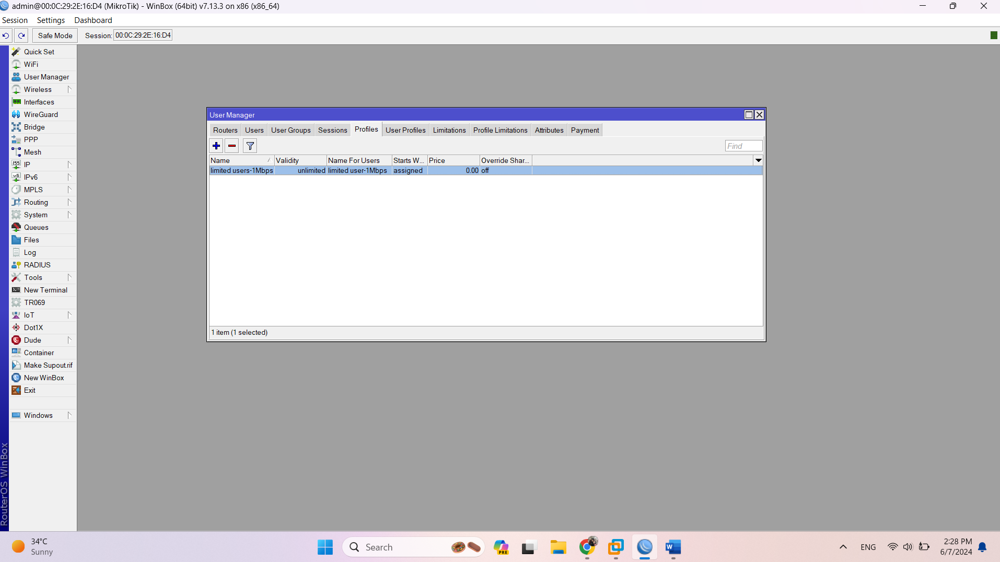 admin@00:0C:29:2E:16:D4 (MikroTik) - WinBox (64bit) v7.13.3 on x86 (x86_64)
Session Settings Dashboard
Safe Mode Session: 00:0C:29:2E:16:D4
Quick Set
WiFi
User Manager
Wireless
Interfaces
WireGuard
Bridge
PPP
Mesh
IP
IPv6
MPLS
Routing
System
Queues
Files
Log
RADIUS
Tools
New Terminal
TR069
IoT
Dot1X
Dude
Container
Make Supout.rif
New WinBox
Exit
Windows
RouterOS WinBox
User Manager
Routers Users User Groups Sessions Profiles User Profiles Limitations Profile Limitations Attributes Payment
Find
Name Validity Name For Users Starts W... Price Override Shar...
limited users-1Mbps unlimited limited user-1Mbps assigned 0.00 off
1 item (1 selected)
34°C
Sunny
Search
PRE
ENG
2:28 PM
6/7/2024